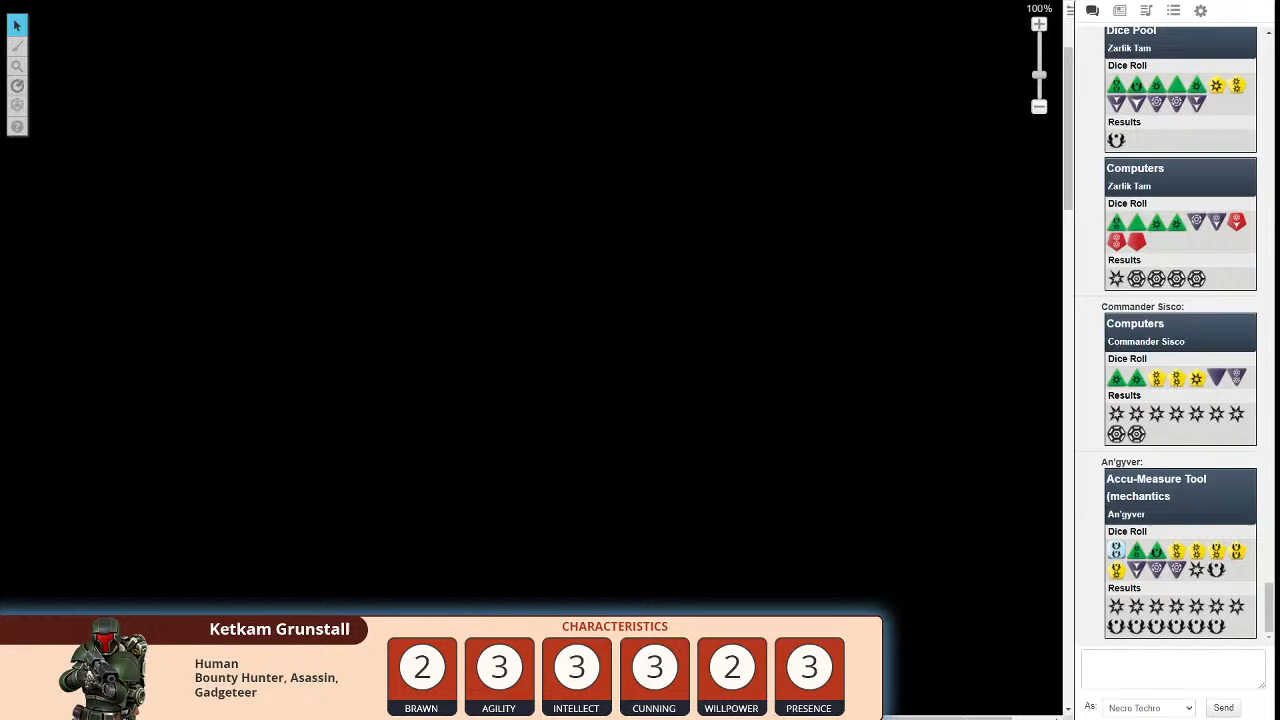 100%
Dice Pool
Zarlik Tam
Dice Roll
Results
Computers
Zarlik Tam
Dice Roll
Results
Commander Sisco:
Computers
Commander Sisco
Dice Roll
Results
An'gyver:
Accu-Measure Tool
(mechantics
An'gyver
Dice Roll
Results
As:
Necro Techro
Send
Ketkam Grunstall
Human
Bounty Hunter, Asassin,
Gadgeteer
CHARACTERISTICS
2 3 3 3 2 3
BRAWN AGILITY INTELLECT CUNNING WILLPOWER PRESENCE